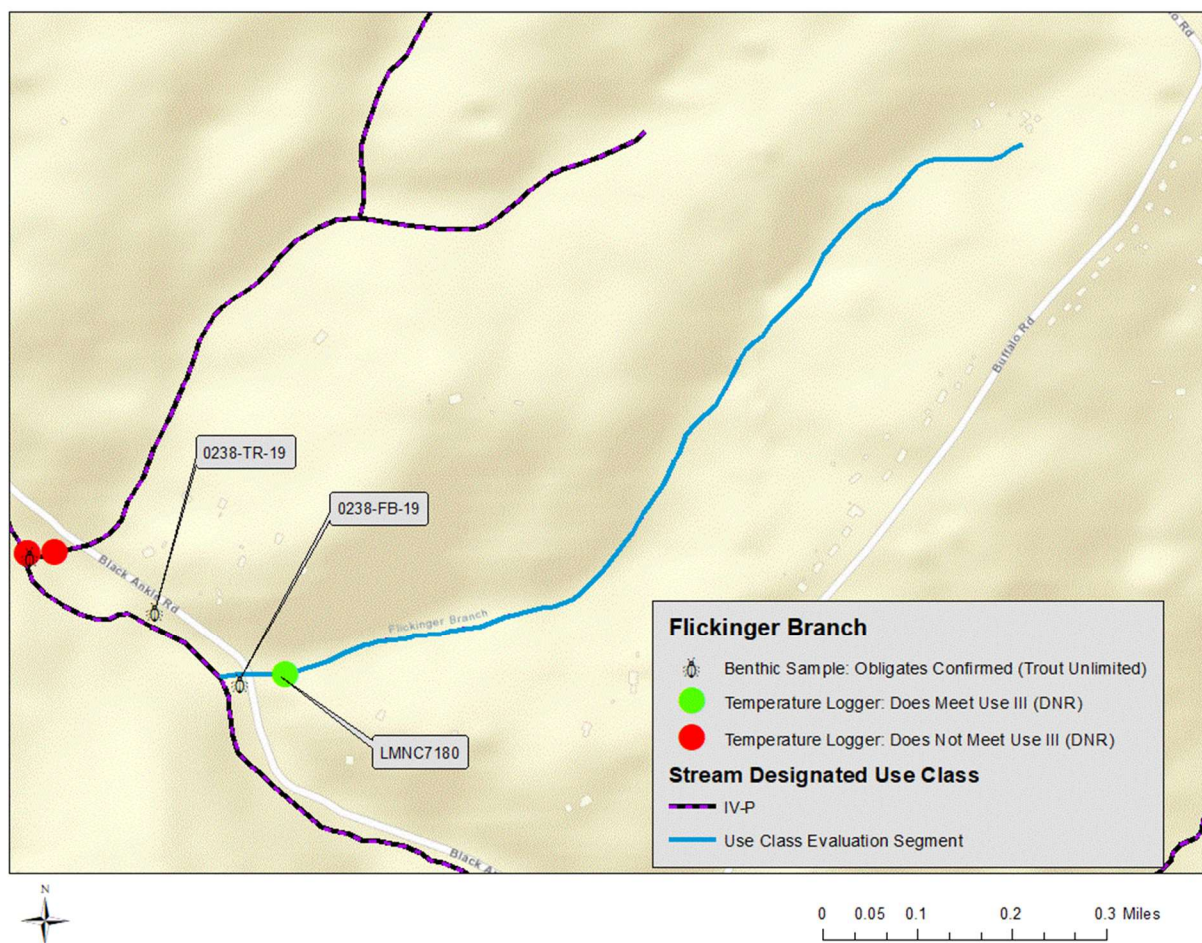 Buffalo Rd
0238-TR-19
0238-FB-19
Black Ankle Rd
Flickinger Branch
LMNC7180
Flickinger Branch
Benthic Sample: Obligates Confirmed (Trout Unlimited)
Temperature Logger: Does Meet Use III (DNR)
Temperature Logger: Does Not Meet Use III (DNR)
Stream Designated Use Class
IV-P
Use Class Evaluation Segment
N
0 0.05 0.1 0.2 0.3 Miles